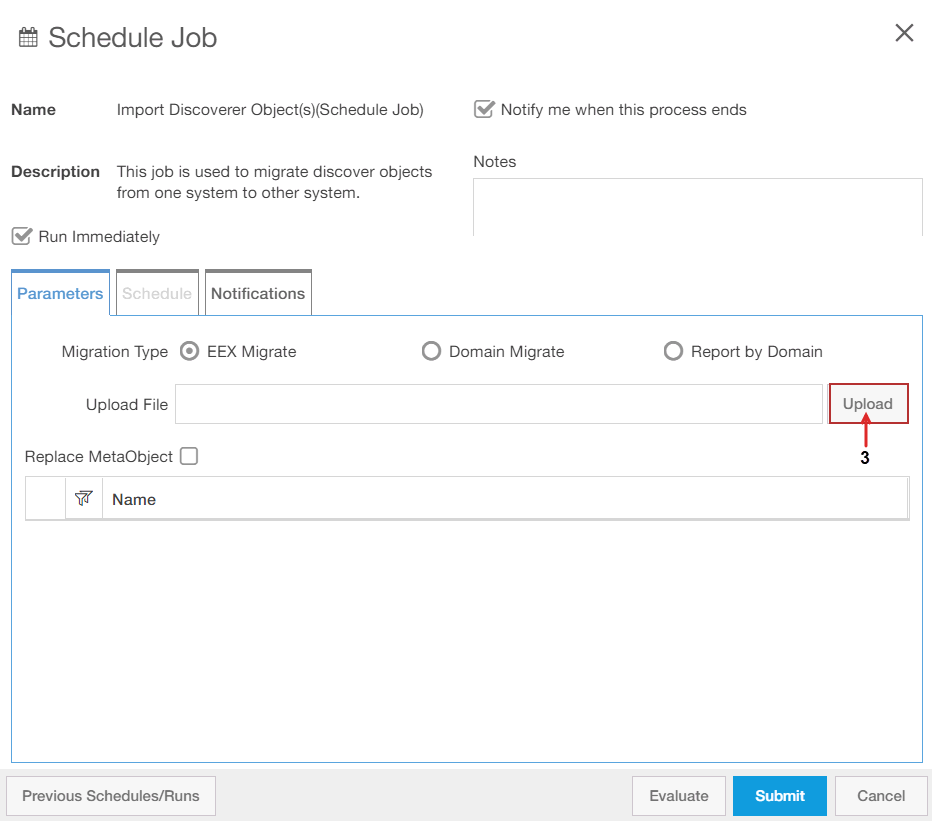 Schedule Job
Name Import Discoverer Object(s)(Schedule Job)
Notify me when this process ends
Description This job is used to migrate discover objects
from one system to other system.
Notes
Run Immediately
Parameters Schedule Notifications
Migration Type EEX Migrate Domain Migrate Report by Domain
Upload File Upload
3
Replace MetaObject
Name
Previous Schedules/Runs Evaluate Submit Cancel